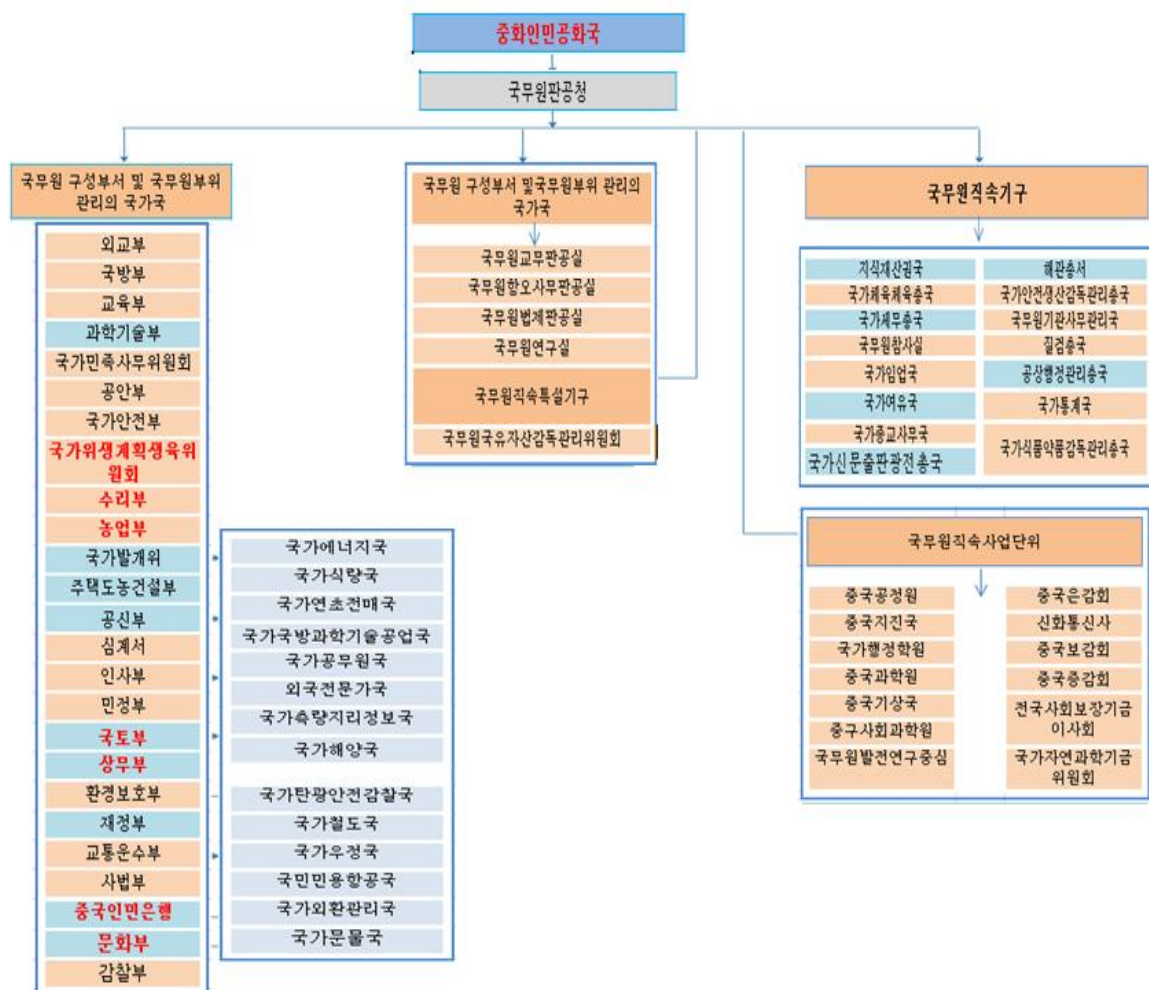 중화인민공화국
국무원판공청
국무원 구성부서 및 국무원부위
관리의 국가국
외교부
국방부
교육부
과학기술부
국가민족사무위원회
공안부
국가안전부
국가위생계획생육위
원회
수리부
농업부
국가발개위
주택도농건설부
공신부
심계서
인사부
민정부
국토부
상무부
환경보호부
재정부
교통운수부
사법부
중국인민은행
문화부
감찰부
국가에너지국
국가식량국
국가연초전매국
국가국방과학기술공업국
국가공무원국
외국전문가국
국가측량지리정보국
국가해양국
국가탄광안전감찰국
국가철도국
국가우정국
국민민용항공국
국가외환관리국
국가문물국
국무원 구성부서 및국무원부위 관리의
국가국
국무원교무판공실
국무원항오사무판공실
국무원법제판공실
국무원연구실
국무원직속특설기구
국무원국유자산감독관리위원회
국무원직속기구
지식재산권국
국가체육체육총국
국가세무총국
국무원참사실
국가임업국
국가여유국
국가종교사무국
국가신문출판광전총국
해관총서
국가안전생산감독관리총국
국무원기관사무관리국
질검총국
공상행정관리총국
국가통계국
국가식품약품감독관리총국
국무원직속사업단위
중국공정원
중국지진국
국가행정학원
중국과학원
중국기상국
중구사회과학원
국무원발전연구중심
중국은감회
신화통신사
중국보감회
중국증감회
전국사회보장기금
이사회
국가자연과학기금
위원회